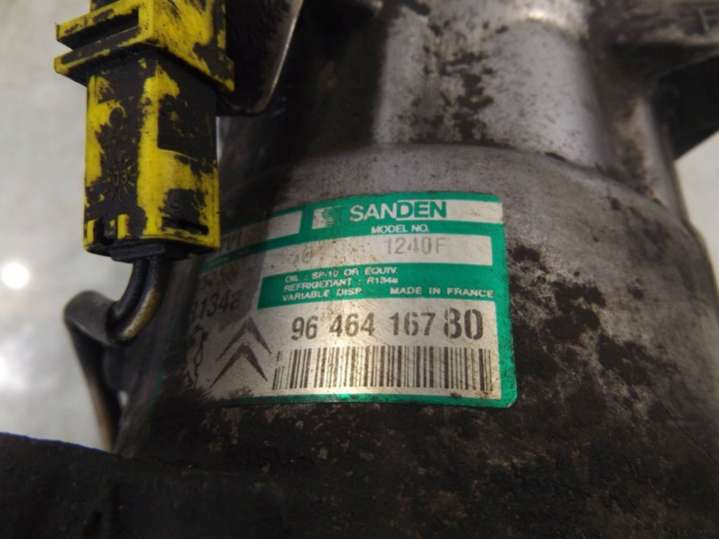 SANDEN
MODEL NO.
1240F
OIL : SP-10 OR EQUIV
REFRIGERANT : R134a
VARIABLE DISP MADE IN FRANCE
R134a
96 464 167 80